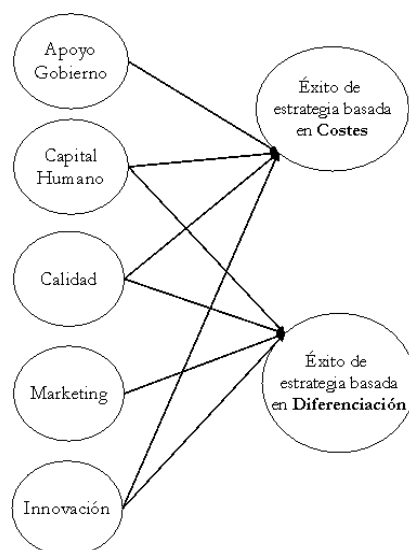 Apoyo
Gobierno
Capital
Humano
Calidad
Marketing
Innovación
Éxito de
estrategia basada
en Costes
Éxito de
estrategia basada
en Diferenciación